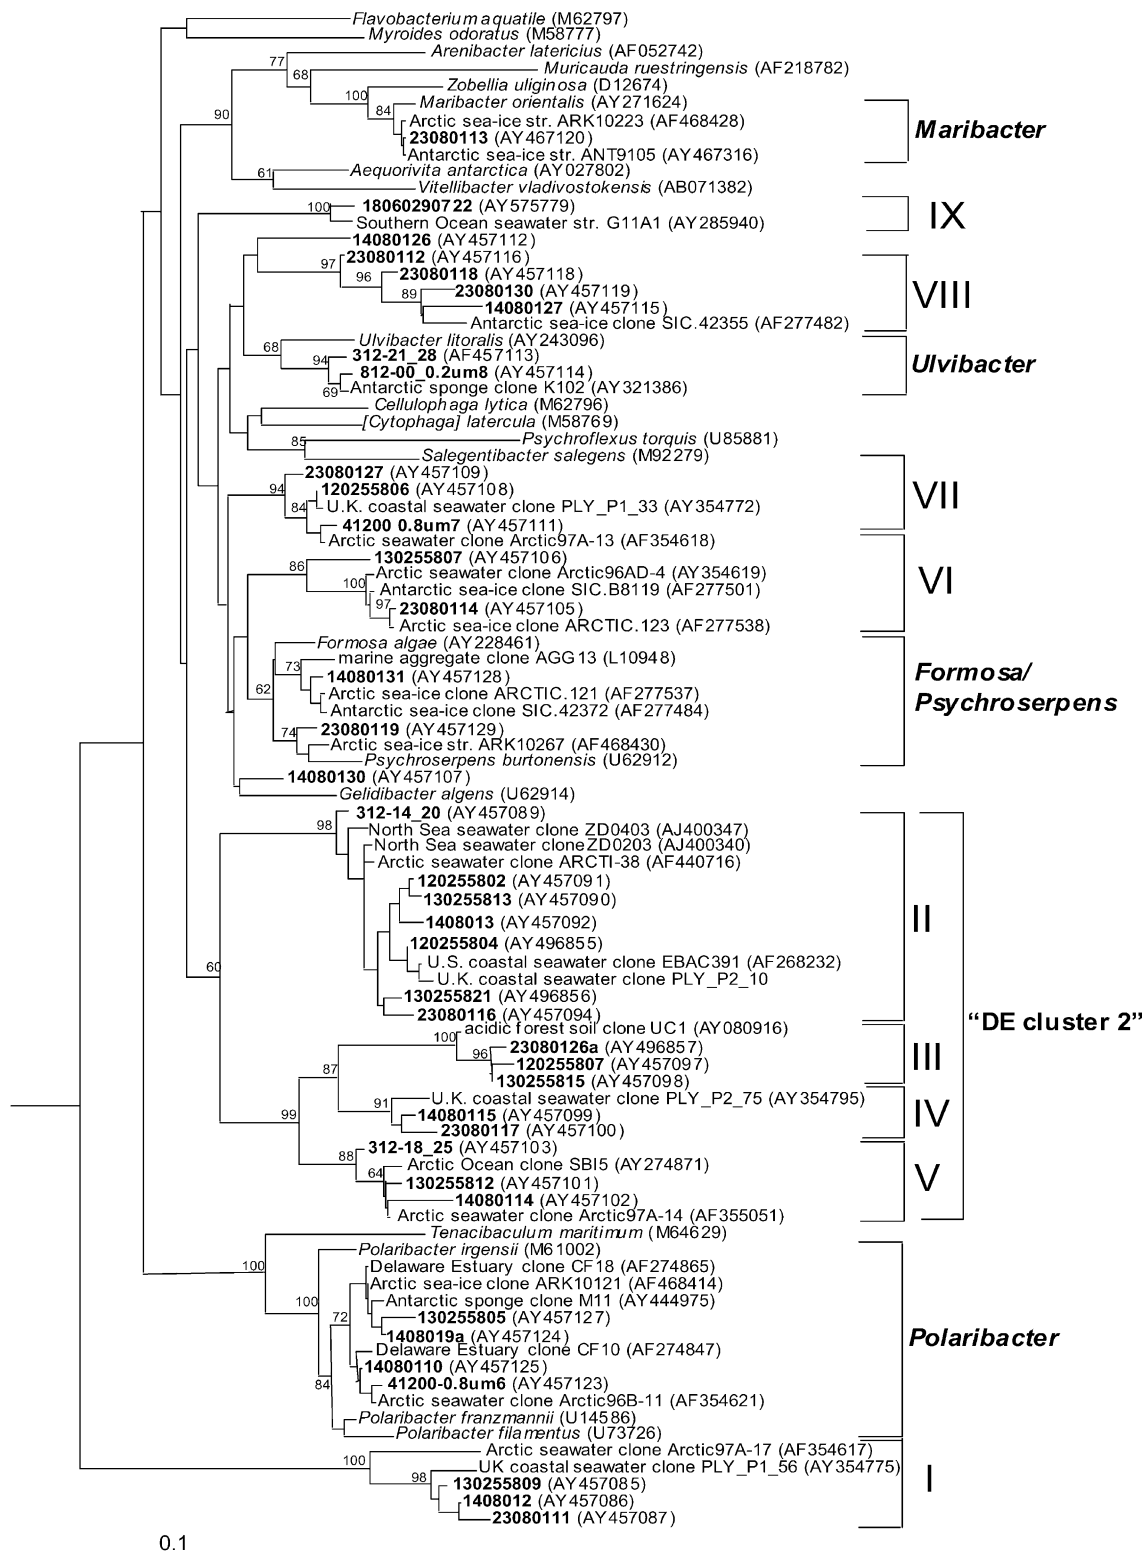 Flavobacterium aquatile (M62797)
Myroides odoratus (M58777)
Arenibacter latericius (AF052742)
77
68
Muricauda ruestringensis (AF218782)
Zobellia uliginosa (D12674)
100
Maribacter orientalis (AY271624)
84
90
Arctic sea-ice str. ARK10223 (AF468428)
23080113 (AY467120)
Maribacter
Antarctic sea-ice str. ANT9105 (AY467316)
Aequorivita antarctica (AY027802)
61
Vitellibacter vladivostokensis (AB071382)
100
18060290722 (AY575779)
IX
Southern Ocean seawater str. G11A1 (AY285940)
14080126 (AY457112)
97
23080112 (AY457116)
96
23080118 (AY457118)
89
23080130 (AY457119)
VIII
14080127 (AY457115)
Antarctic sea-ice clone SIC.42355 (AF277482)
Ulvibacter litoralis (AY243096)
68
94
312-21_28 (AF457113)
Ulvibacter
812-00_0.2um8 (AY457114)
69
Antarctic sponge clone K102 (AY321386)
Cellulophaga lytica (M62796)
[Cytophaga] latercula (M58769)
85
Psychroflexus torquis (U85881)
Salegentibacter salegens (M92279)
23080127 (AY457109)
94
120255806 (AY457108)
VII
84
U.K. coastal seawater clone PLY_P1_33 (AY354772)
41200 0.8um7 (AY457111)
Arctic seawater clone Arctic97A-13 (AF354618)
130255807 (AY457106)
86
Arctic seawater clone Arctic96AD-4 (AY354619)
VI
100
Antarctic sea-ice clone SIC.B8119 (AF277501)
97
23080114 (AY457105)
Arctic sea-ice clone ARCTIC.123 (AF277538)
Formosa algae (AY228461)
73
marine aggregate clone AGG13 (L10948)
Formosa/
14080131 (AY457128)
62
Arctic sea-ice clone ARCTIC.121 (AF277537)
Psychroserpens
Antarctic sea-ice clone SIC.42372 (AF277484)
74
23080119 (AY457129)
Arctic sea-ice str. ARK10267 (AF468430)
Psychroserpens burtonensis (U62912)
14080130 (AY457107)
Gelidibacter algens (U62914)
312-14_20 (AY457089)
98
North Sea seawater clone ZD0403 (AJ400347)
North Sea seawater cloneZD0203 (AJ400340)
Arctic seawater clone ARCTI-38 (AF440716)
120255802 (AY457091)
130255813 (AY457090)
II
1408013 (AY457092)
120255804 (AY496855)
60
U.S. coastal seawater clone EBAC391 (AF268232)
U.K. coastal seawater clone PLY_P2_10
130255821 (AY496856)
23080116 (AY457094)
"DE cluster 2"
acidic forest soil clone UC1 (AY080916)
100
96
23080126a (AY496857)
III
87
120255807 (AY457097)
130255815 (AY457098)
91
U.K. coastal seawater clone PLY_P2_75 (AY354795)
99
14080115 (AY457099)
IV
23080117 (AY457100)
88
312-18_25 (AY457103)
64
Arctic Ocean clone SBI5 (AY274871)
V
130255812 (AY457101)
14080114 (AY457102)
Arctic seawater clone Arctic97A-14 (AF355051)
Tenacibaculum maritimum (M64629)
100
Polaribacter irgensii (M61002)
Delaware Estuary clone CF18 (AF274865)
Arctic sea-ice clone ARK10121 (AF468414)
100
Antarctic sponge clone M11 (AY444975)
72
130255805 (AY457127)
1408019a (AY457124)
Polaribacter
Delaware Estuary clone CF10 (AF274847)
14080110 (AY457125)
84
41200-0.8um6 (AY457123)
Arctic seawater clone Arctic96B-11 (AF354621)
Polaribacter franzmannii (U14586)
Polaribacter filamentus (U73726)
Arctic seawater clone Arctic97A-17 (AF354617)
100
UK coastal seawater clone PLY_P1_56 (AY354775)
98
130255809 (AY457085)
I
1408012 (AY457086)
23080111 (AY457087)
0.1